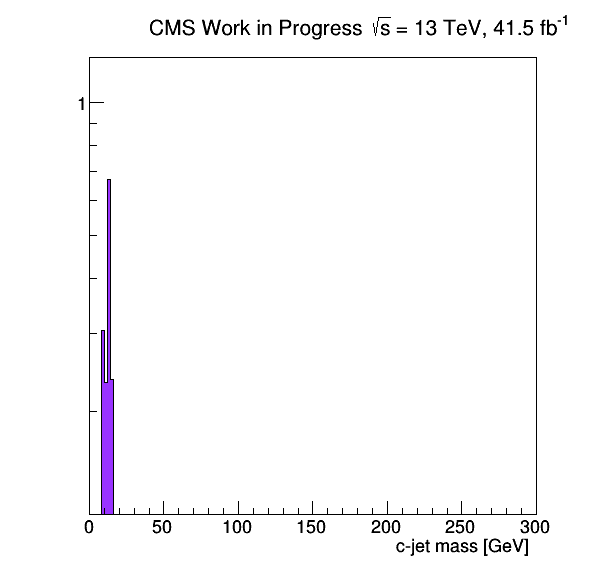 CMS Work in Progress √s = 13 TeV, 41.5 fb⁻¹
1
0 50 100 150 200 250 300
c-jet mass [GeV]